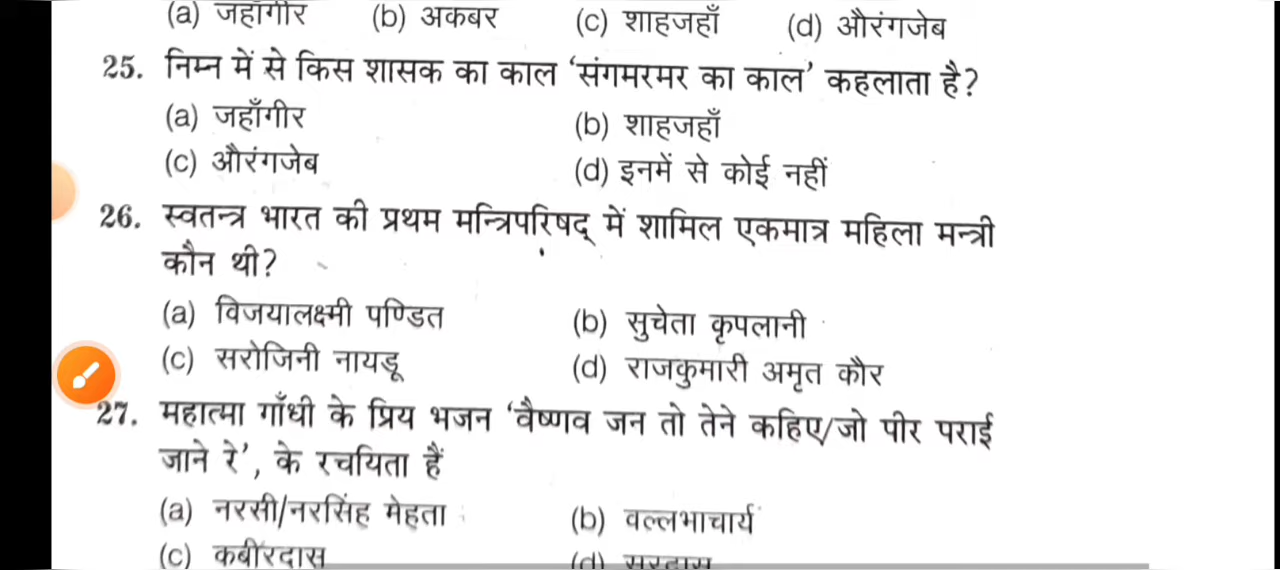 (a) जहाँगीर (b) अकबर (c) शाहजहाँ (d) औरंगजेब
25. निम्न में से किस शासक का काल ‘संगमरमर का काल’ कहलाता है?
(a) जहाँगीर (b) शाहजहाँ
(c) औरंगजेब (d) इनमें से कोई नहीं
26. स्वतन्त्र भारत की प्रथम मन्त्रिपरिषद् में शामिल एकमात्र महिला मन्त्री
कौन थी?
(a) विजयालक्ष्मी पण्डित (b) सुचेता कृपलानी
(c) सरोजिनी नायडू (d) राजकुमारी अमृत कौर
27. महात्मा गाँधी के प्रिय भजन ‘वैष्णव जन तो तेने कहिए/जो पीर पराई
जाने रे’, के रचयिता हैं
(a) नरसी/नरसिंह मेहता (b) वल्लभाचार्य
(c) कबीरदास (d) सूरदास